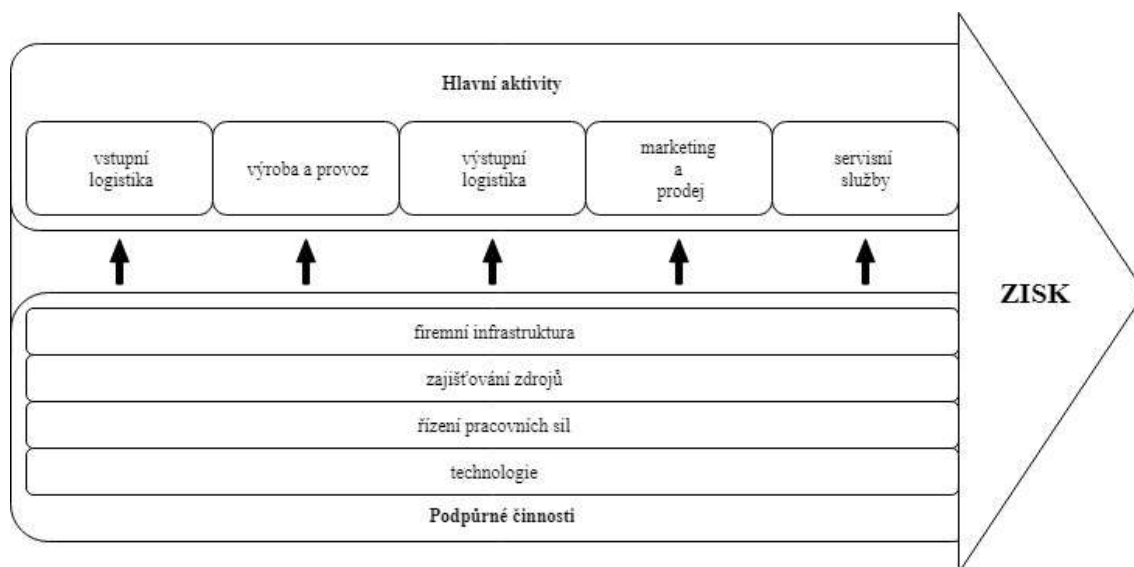 Hlavní aktivity
vstupní
logistika
výroba a provoz
výstupní
logistika
marketing
a
prodej
servisní
služby
ZISK
firemní infrastruktura
zajišťování zdrojů
řízení pracovních sil
technologie
Podpůrné činnosti